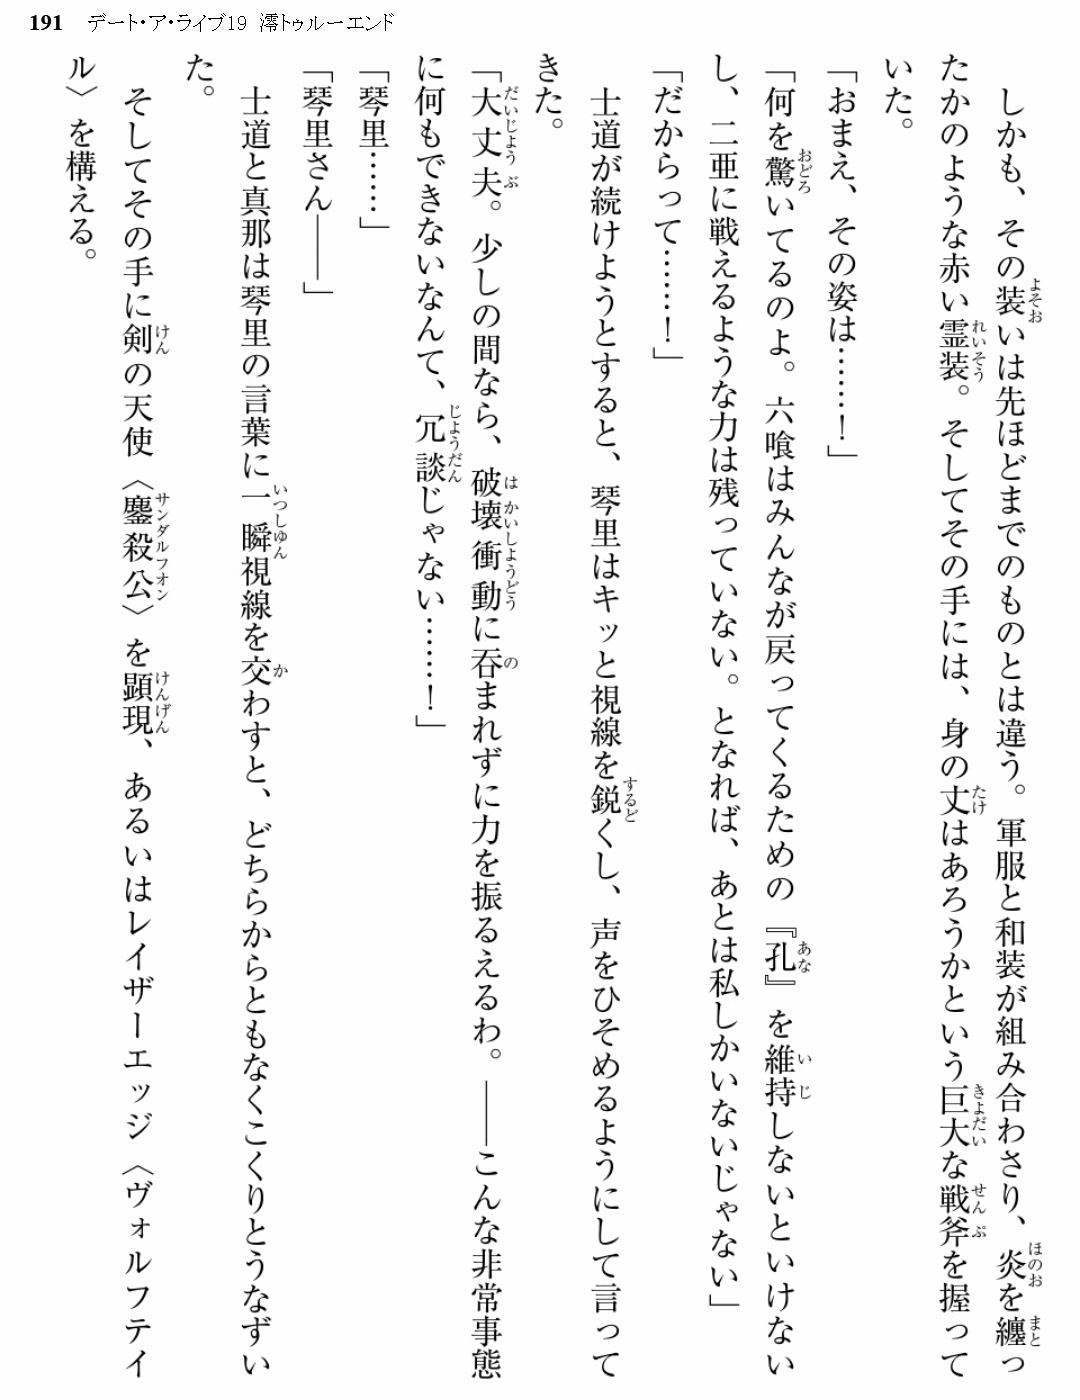 191 デート・ア・ライブ19 澪トゥルーエンド
しかも、その装いは先ほどまでのものとは違う。軍服と和装が組み合わさり、炎を纏っ
たかのような赤い霊装。そしてその手には、身の丈はあろうかという巨大な戦斧を握って
いた。
「おまえ、その姿は……！」
「何を驚いてるのよ。六喰はみんなが戻ってくるための『孔』を維持しないといけない
し、二亜に戦えるような力は残っていない。となれば、あとは私しかいないじゃない」
「だからって……！」
士道が続けようとすると、琴里はキッと視線を鋭くし、声をひそめるようにして言って
きた。
「大丈夫。少しの間なら、破壊衝動に呑まれずに力を振るえるわ。――こんな非常事態
に何もできないなんて、冗談じゃない……！」
「琴里……」
「琴里さん――」
士道と真那は琴里の言葉に一瞬視線を交わすと、どちらからともなくこくりとうなずい
た。
そしてその手に剣の天使〈鏖殺公〉を顕現、あるいはレイザーエッジ〈ヴォルフテイ
ル〉を構える。